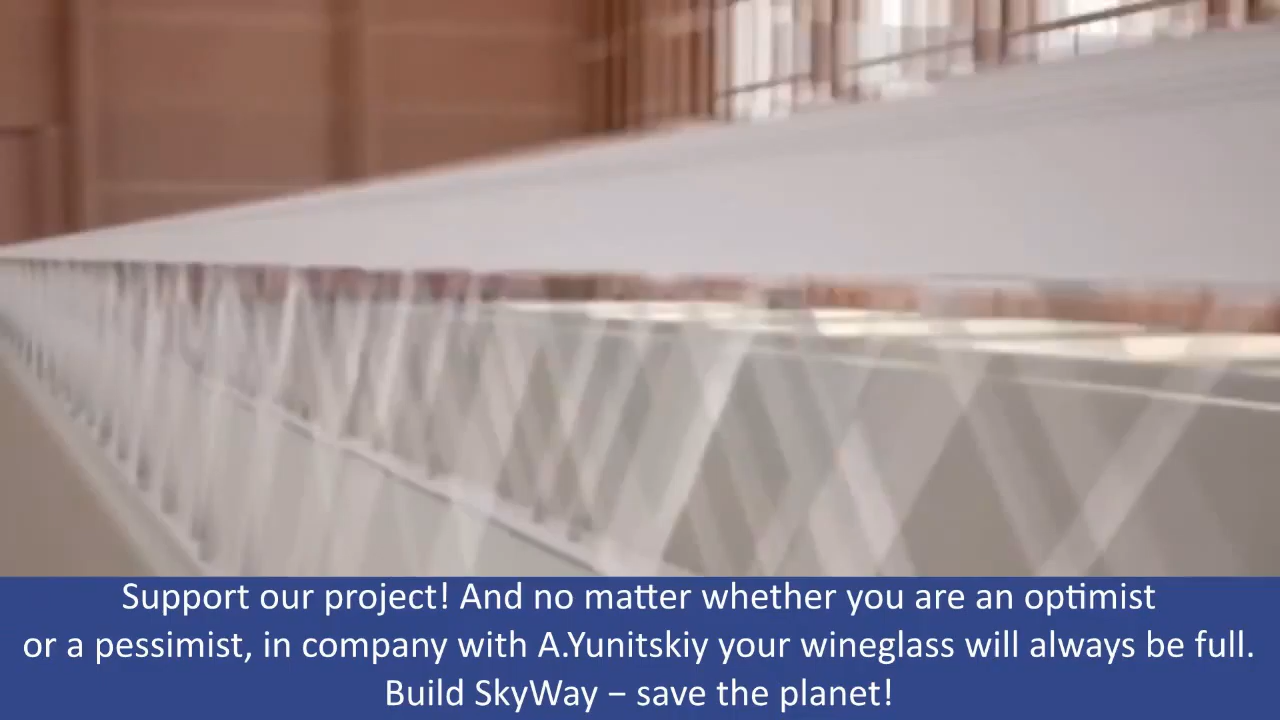 Support our project! And no matter whether you are an optimist
or a pessimist, in company with A.Yunitskiy your wineglass will always be full.
Build SkyWay – save the planet!